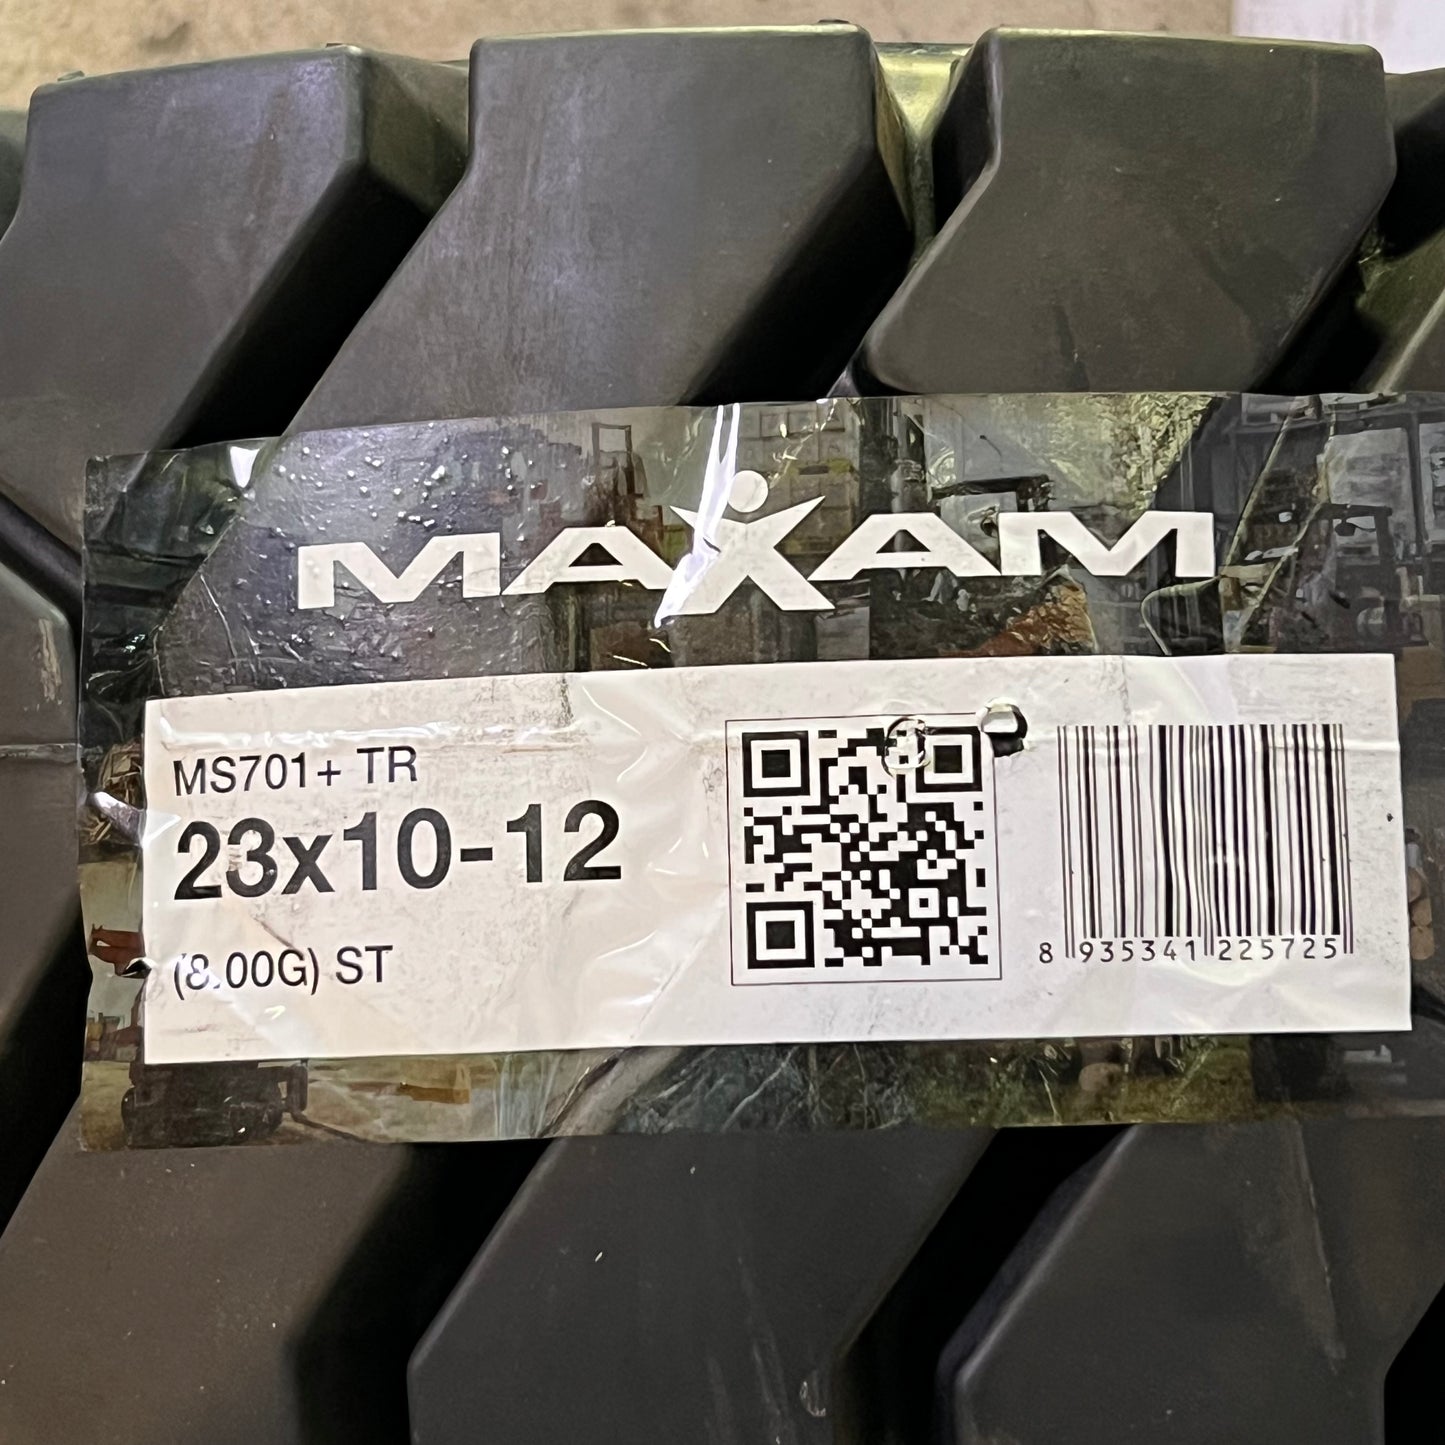 MAXAM
MS701+ TR
23x10-12
(8.00G) ST
8 935341 225725